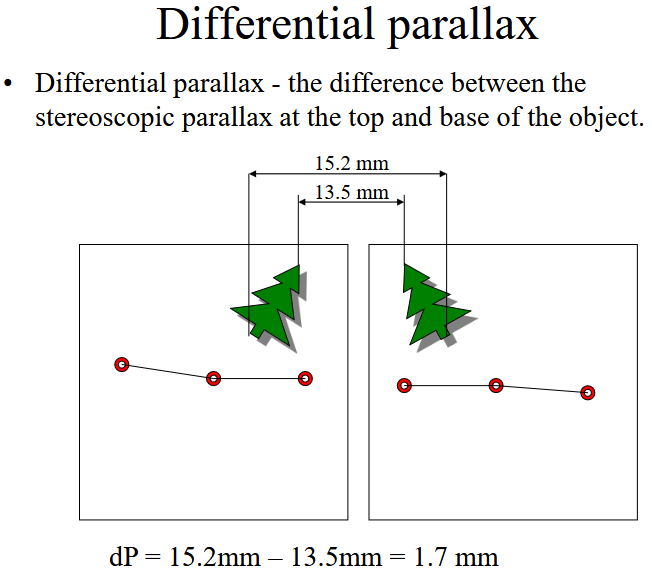 Differential parallax
• Differential parallax - the difference between the
stereoscopic parallax at the top and base of the object.
15.2 mm
13.5 mm
dP = 15.2mm – 13.5mm = 1.7 mm